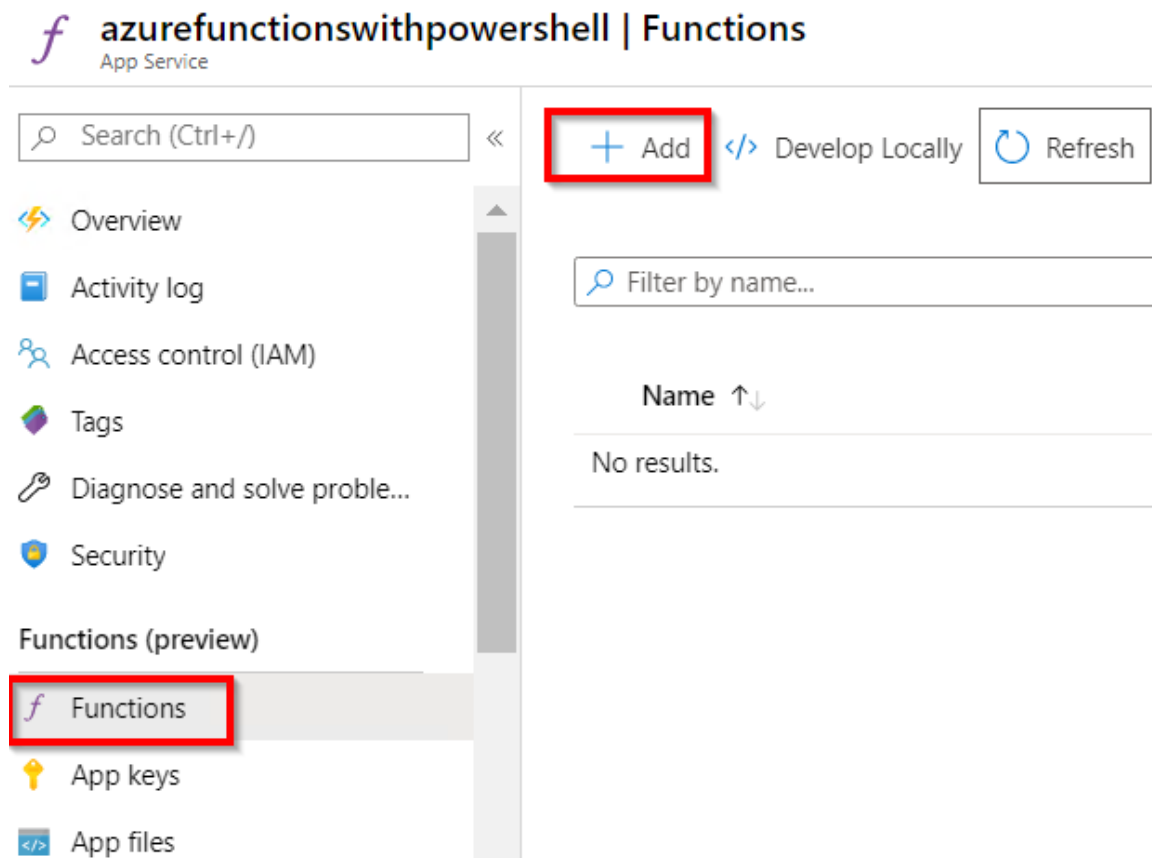 azurefunctionswithpowershell | Functions
App Service
Search (Ctrl+/)
Overview
Activity log
Access control (IAM)
Tags
Diagnose and solve proble...
Security
Functions (preview)
Functions
App keys
App files
Add
Develop Locally
Refresh
Filter by name...
Name
No results.